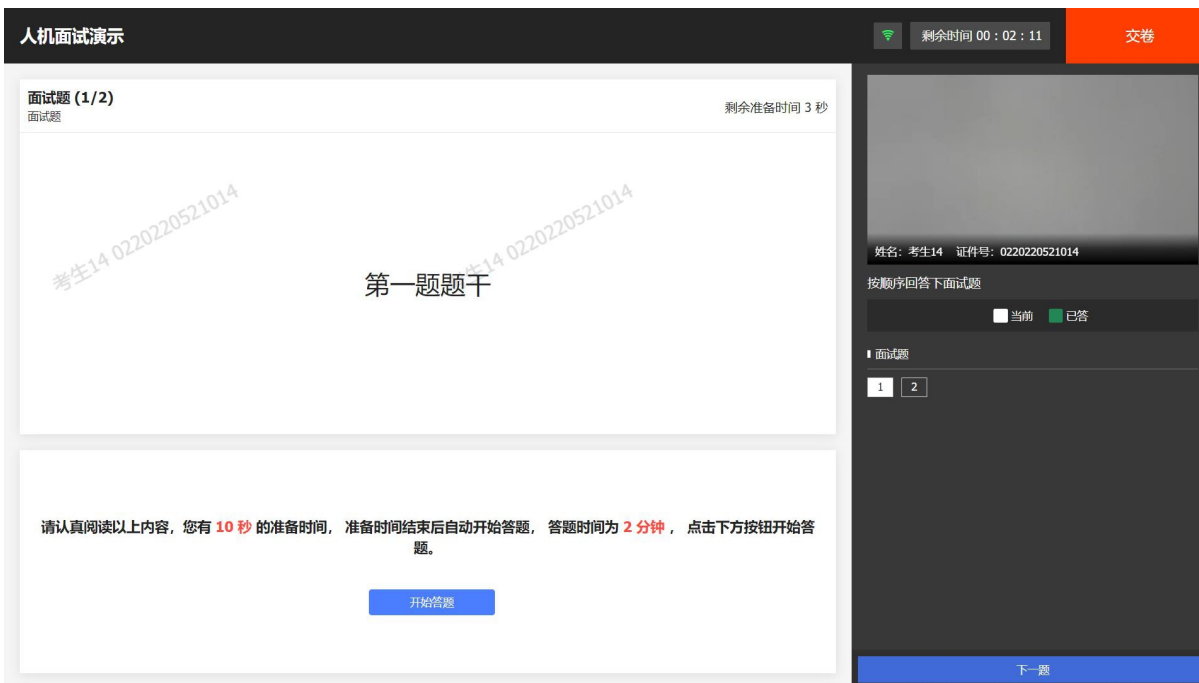 人机面试演示
剩余时间 00 : 02 : 11
交卷
面试题 (1/2)
面试题
剩余准备时间 3 秒
考生14 0220220521014
考生14 0220220521014
第一题题干
请认真阅读以上内容，您有 10 秒 的准备时间， 准备时间结束后自动开始答题， 答题时间为 2 分钟 ， 点击下方按钮开始答
题。
开始答题
姓名：考生14 证件号：0220220521014
按顺序回答下面试题
当前 已答
面试题
1 2
下一题